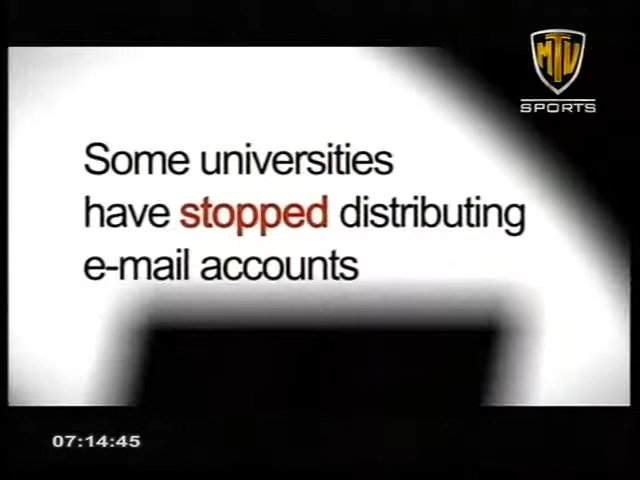 MTV
SPORTS
Some universities
have stopped distributing
e-mail accounts
07:14:45